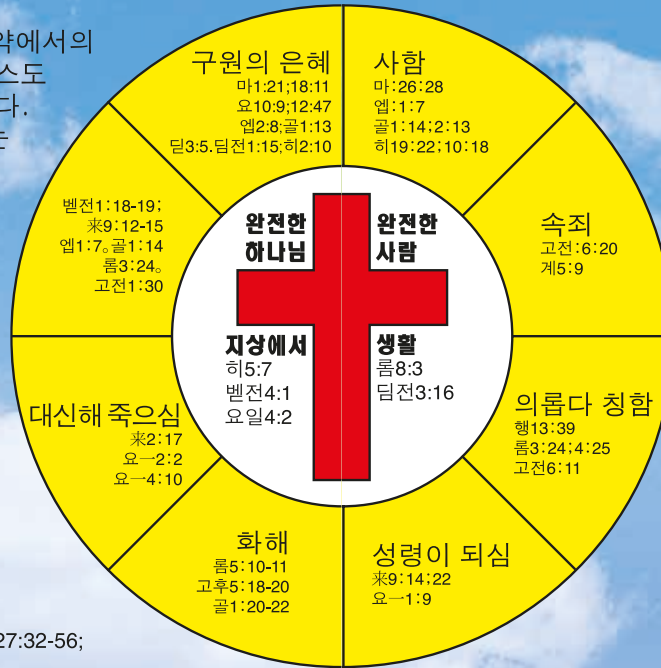 약에서의
스도
다.
는
구원의 은혜
마1:21;18:11
요10:9;12:47
엡2:8;골1:13
딛3:5.딤전1:15;히2:10
사함
마:26:28
엡:1:7
골1:14;2:13
히19:22;10:18
속죄
고전:6:20
계5:9
의롭다 칭함
행13:39
롬3:24;4:25
고전6:11
성령이 되심
来9:14;22
요一1:9
화해
롬5:10-11
고후5:18-20
골1:20-22
대신해 죽으심
来2:17
요一2:2
요一4:10
벧전1:18-19;
来9:12-15
엡1:7。골1:14
롬3:24。
고전1:30
완전한
하나님
완전한
사람
지상에서
히5:7
벧전4:1
요일4:2
생활
롬8:3
딤전3:16
27:32-56;